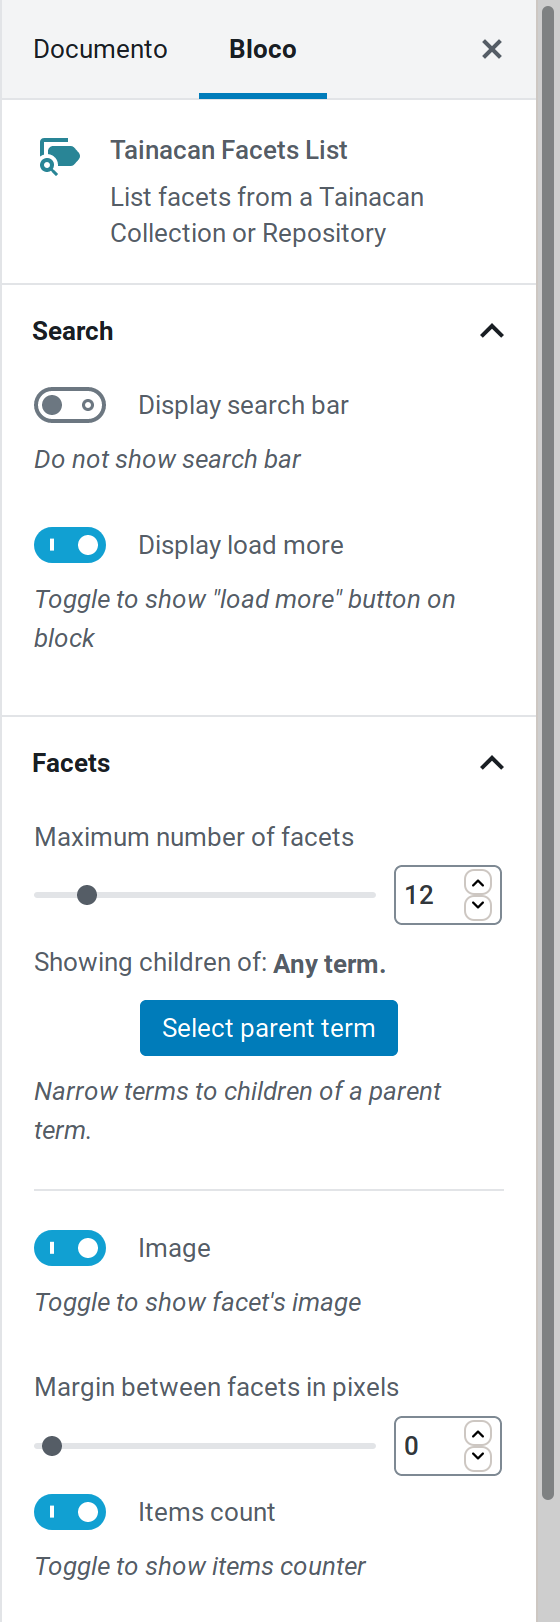 Documento Bloco
Tainacan Facets List
List facets from a Tainacan
Collection or Repository
Search
Display search bar
Do not show search bar
Display load more
Toggle to show "load more" button on
block
Facets
Maximum number of facets
12
Showing children of: Any term.
Select parent term
Narrow terms to children of a parent
term.
Image
Toggle to show facet's image
Margin between facets in pixels
0
Items count
Toggle to show items counter